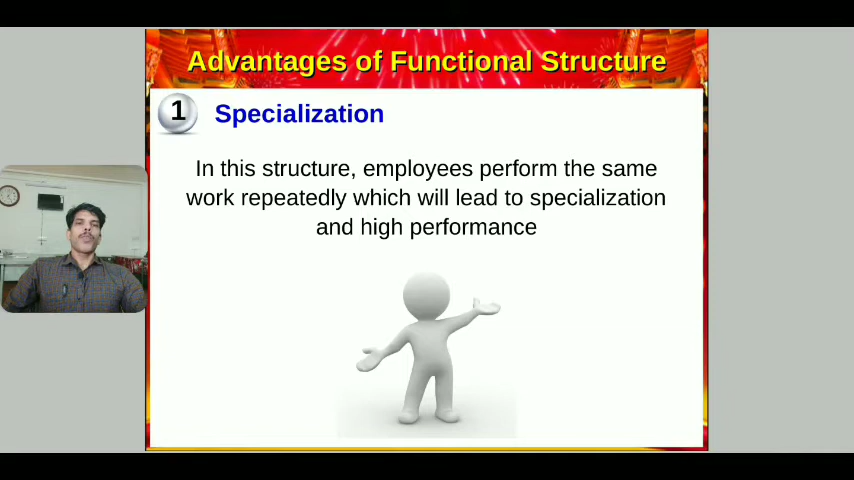 Advantages of Functional Structure
1 Specialization
In this structure, employees perform the same
work repeatedly which will lead to specialization
and high performance